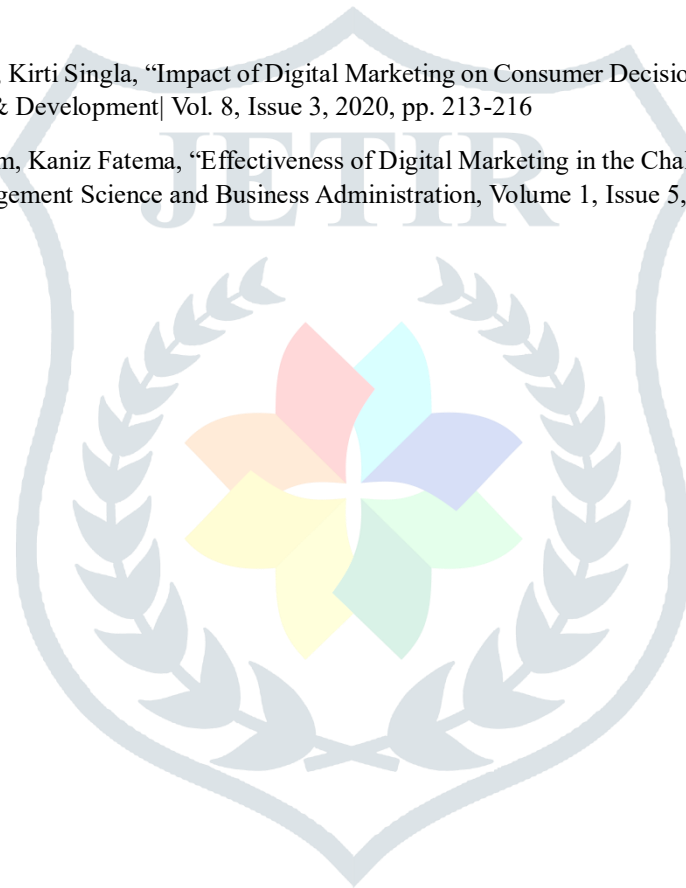 , Kirti Singla, “Impact of Digital Marketing on Consumer Decisio
& Development| Vol. 8, Issue 3, 2020, pp. 213-216
JETIR
m, Kaniz Fatema, “Effectiveness of Digital Marketing in the Chal
gement Science and Business Administration, Volume 1, Issue 5,